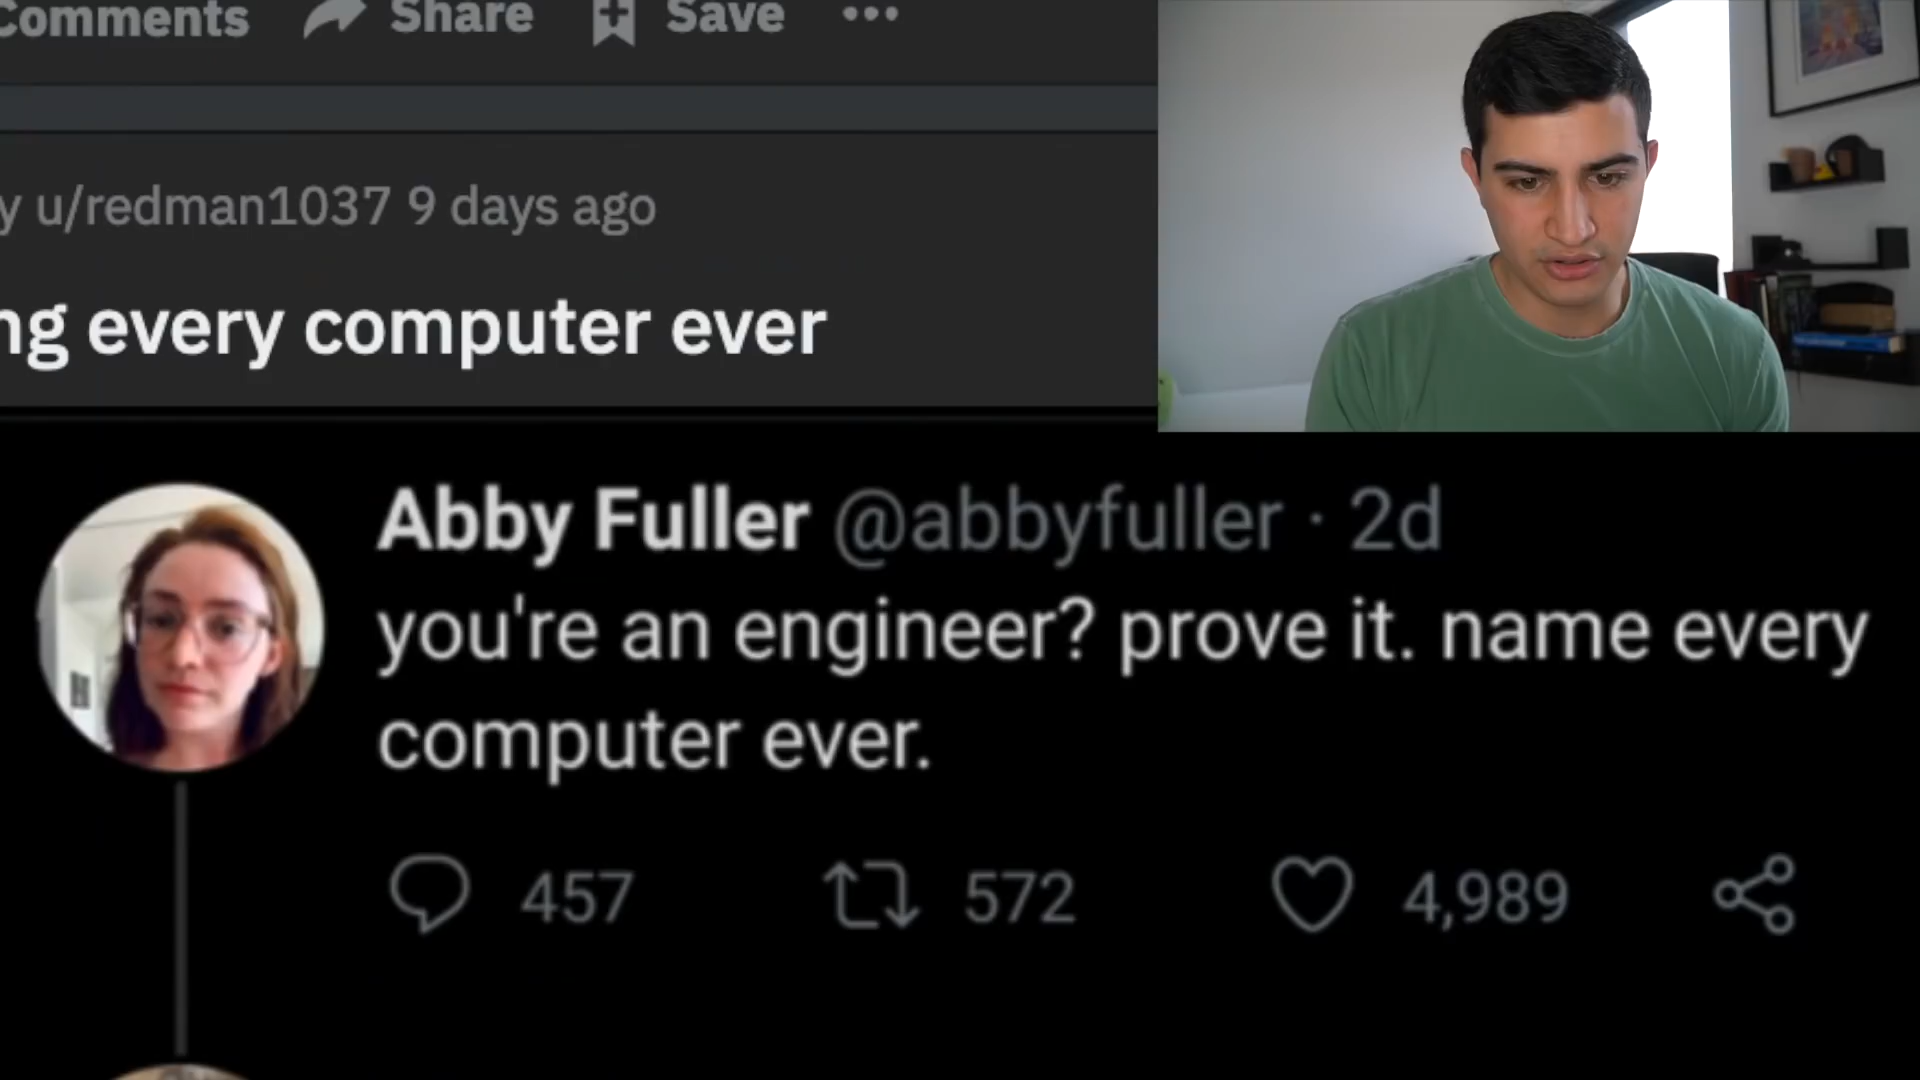 Comments Share Save
y u/redman1037 9 days ago
ng every computer ever
Abby Fuller @abbyfuller · 2d
you're an engineer? prove it. name every
computer ever.
457 572 4,989